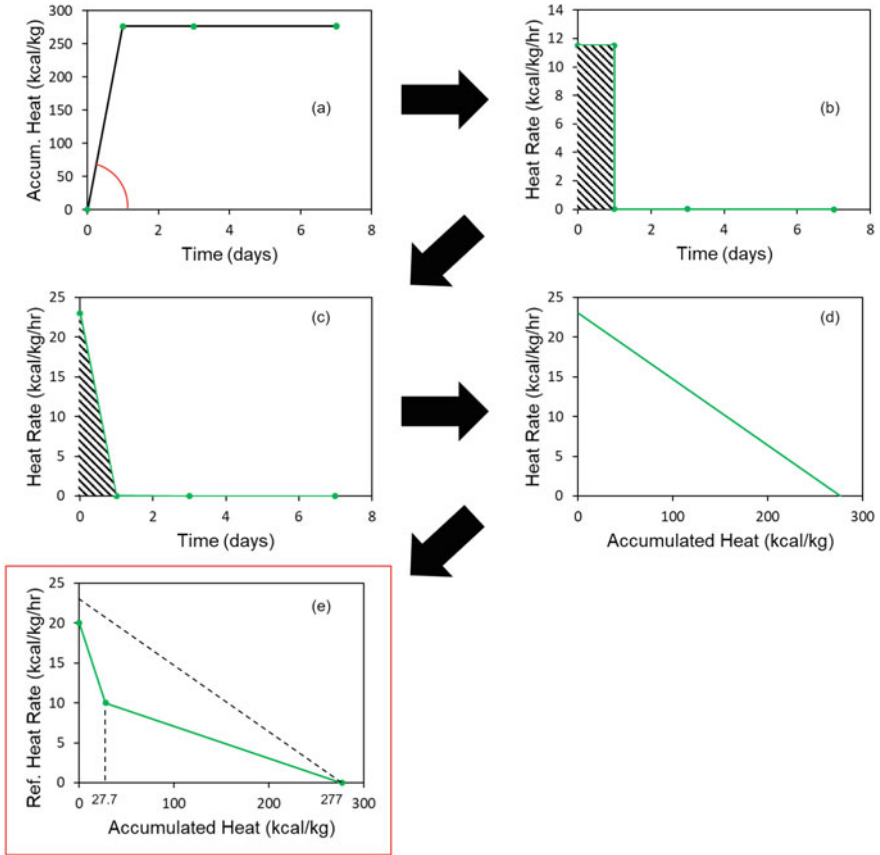 300
250
200
150
100
50
0
Accum. Heat (kcal/kg)
(a)
0 2 4 6 8
Time (days)
14
12
10
8
6
4
2
0
Heat Rate (kcal/kg/hr)
(b)
0 2 4 6 8
Time (days)
25
20
15
10
5
0
Heat Rate (kcal/kg/hr)
(c)
0 2 4 6 8
Time (days)
25
20
15
10
5
0
Heat Rate (kcal/kg/hr)
(d)
0 100 200 300
Accumulated Heat (kcal/kg)
25
20
15
10
5
0
Ref. Heat Rate (kcal/kg/hr)
(e)
0 27.7 100 200 277 300
Accumulated Heat (kcal/kg)